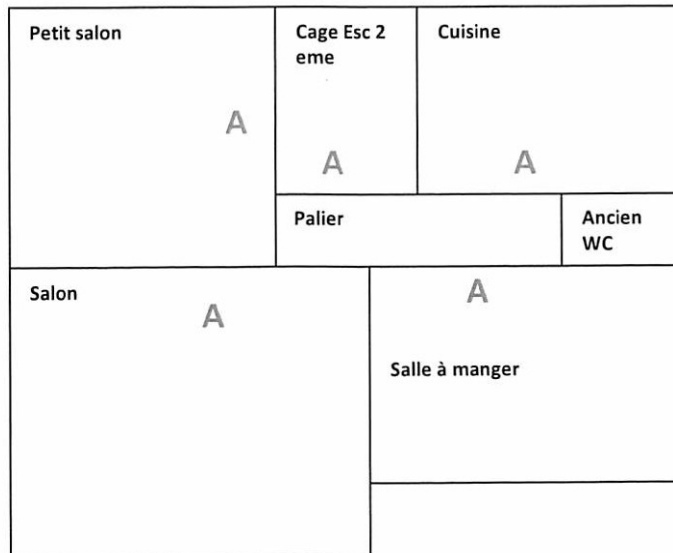 Petit salon
A
Cage Esc 2
eme
A
Cuisine
A
Palier
Ancien
WC
Salon
A
A
Salle à manger